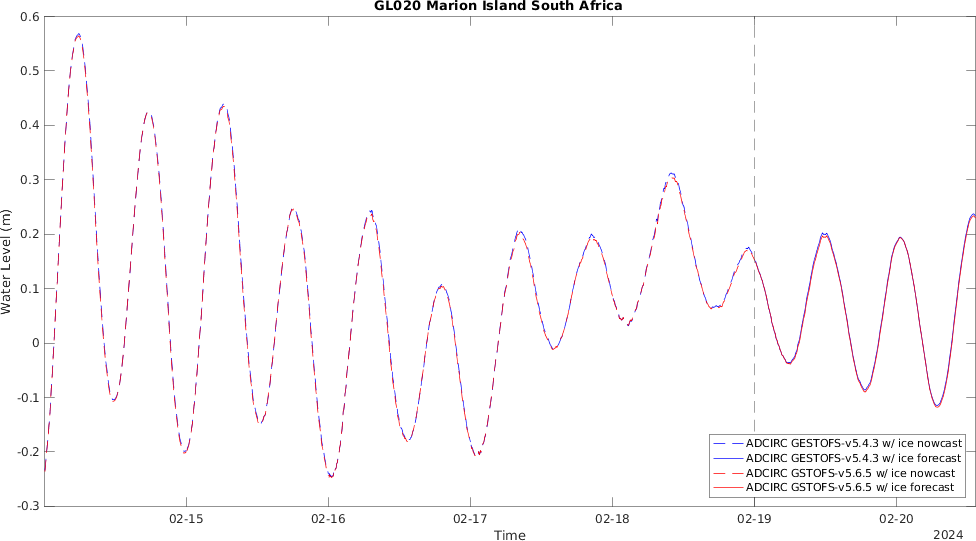 GL020 Marion Island South Africa
0.6
0.5
0.4
0.3
0.2
0.1
0
-0.1
-0.2
-0.3
Water Level (m)
ADCIRC GESTOFS-v5.4.3 w/ ice nowcast
ADCIRC GESTOFS-v5.4.3 w/ ice forecast
ADCIRC GSTOFS-v5.6.5 w/ ice nowcast
ADCIRC GSTOFS-v5.6.5 w/ ice forecast
02-15 02-16 02-17 02-18 02-19 02-20
Time
2024